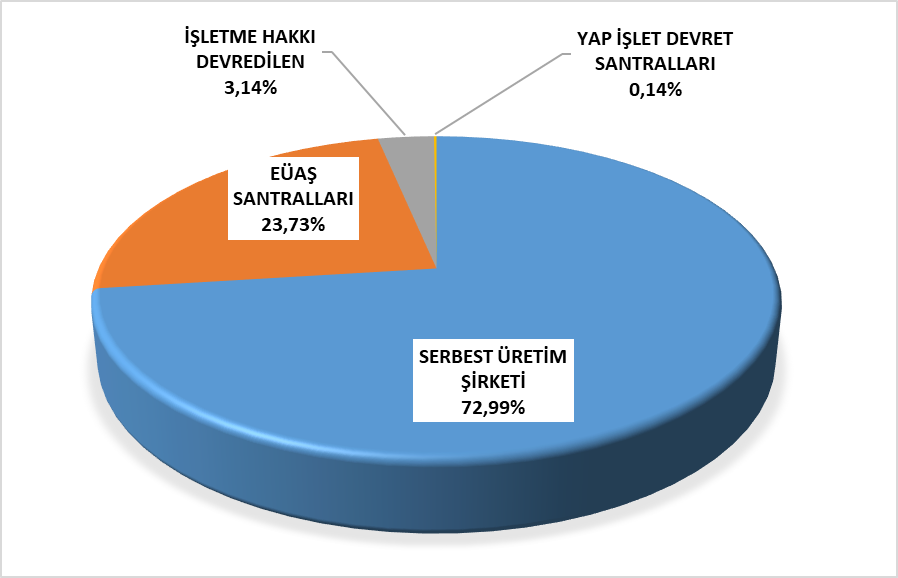 İŞLETME HAKKI
DEVREDİLEN
3,14%
YAP İŞLET DEVRET
SANTRALLARI
0,14%
EÜAŞ
SANTRALLARI
23,73%
SERBEST ÜRETİM
ŞİRKETİ
72,99%